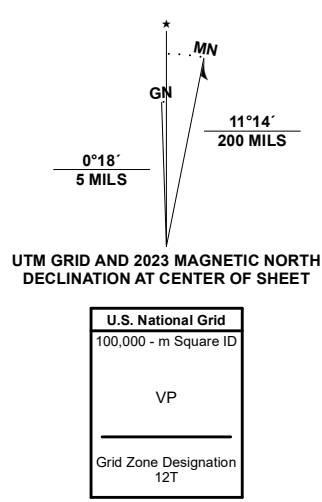 ★
MN
GN
11°14´
200 MILS
0°18´
5 MILS
UTM GRID AND 2023 MAGNETIC NORTH
DECLINATION AT CENTER OF SHEET
U.S. National Grid
100,000 - m Square ID
VP
Grid Zone Designation
12T